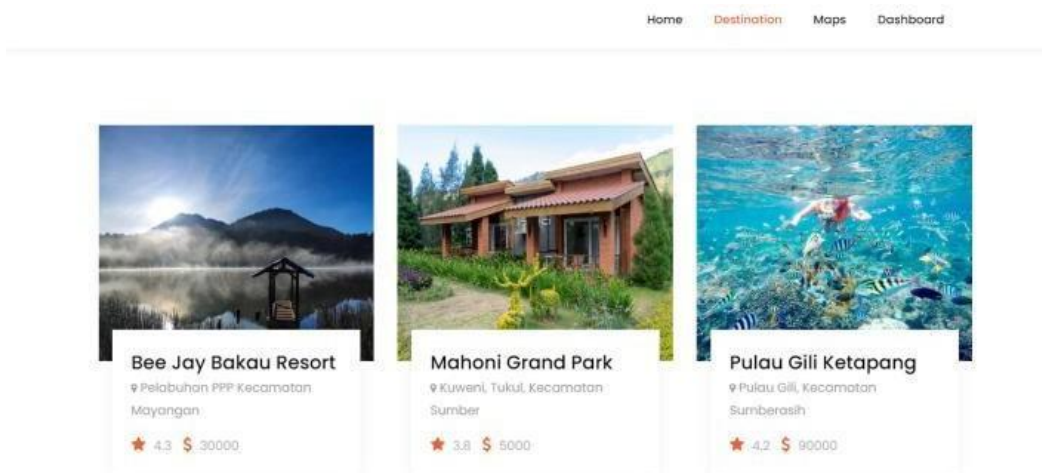 Home Destination Maps Dashboard
Bee Jay Bakau Resort
Pelabuhan PPP Kecamatan
Mayangan
4.3 $ 30000
Mahoni Grand Park
Kuweni, Tukul, Kecamatan
Sumber
3.8 $ 5000
Pulau Gili Ketapang
Pulau Gili, Kecamatan
Sumberasih
4.2 $ 90000